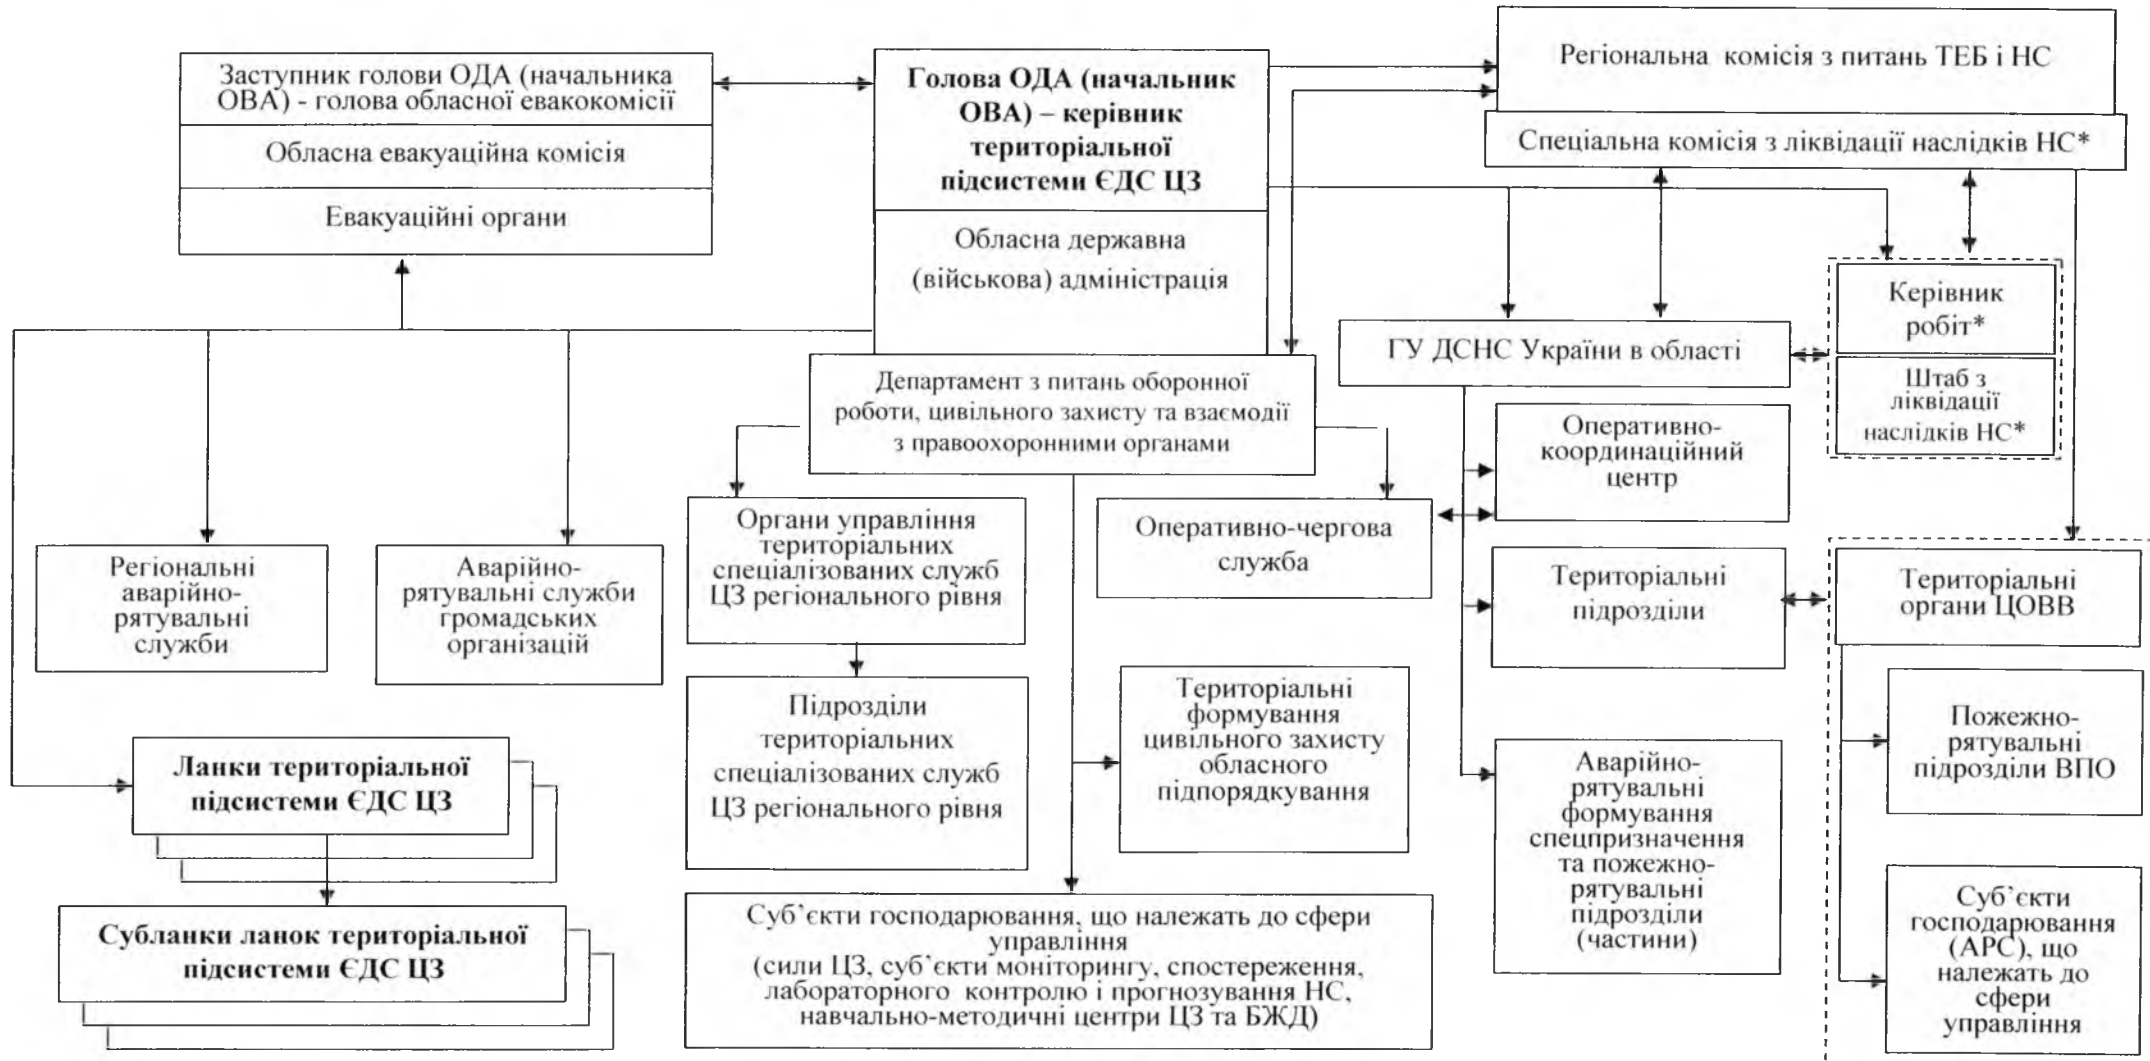 Заступник голови ОДА (начальника
ОВА) - голова обласної евакокомісії
Обласна евакуаційна комісія
Евакуаційні органи
Голова ОДА (начальник
ОВА) – керівник
територіальної
підсистеми ЄДС ЦЗ
Обласна державна
(військова) адміністрація
Регіональна комісія з питань ТЕБ і НС
Спеціальна комісія з ліквідації наслідків НС*
Керівник
робіт*
Штаб з
ліквідації
наслідків НС*
ГУ ДСНС України в області
Департамент з питань оборонної
роботи, цивільного захисту та взаємодії
з правоохоронними органами
Оперативно-
координаційний
центр
Органи управління
територіальних
спеціалізованих служб
ЦЗ регіонального рівня
Оперативно-чергова
служба
Регіональні
аварійно-
рятувальні
служби
Аварійно-
рятувальні служби
громадських
організацій
Територіальні
підрозділи
Територіальні
органи ЦОВВ
Підрозділи
територіальних
спеціалізованих служб
ЦЗ регіонального рівня
Територіальні
формування
цивільного захисту
обласного
підпорядкування
Пожежно-
рятувальні
підрозділи ВПО
Ланки територіальної
підсистеми ЄДС ЦЗ
Аварійно-
рятувальні
формування
спецпризначення
та пожежно-
рятувальні
підрозділи
(частини)
Субланки ланок територіальної
підсистеми ЄДС ЦЗ
Суб'єкти господарювання, що належать до сфери
управління
(сили ЦЗ, суб'єкти моніторингу, спостереження,
лабораторного контролю і прогнозування НС,
навчально-методичні центри ЦЗ та БЖД)
Суб'єкти
господарювання
(АРС), що
належать до
сфери
управління